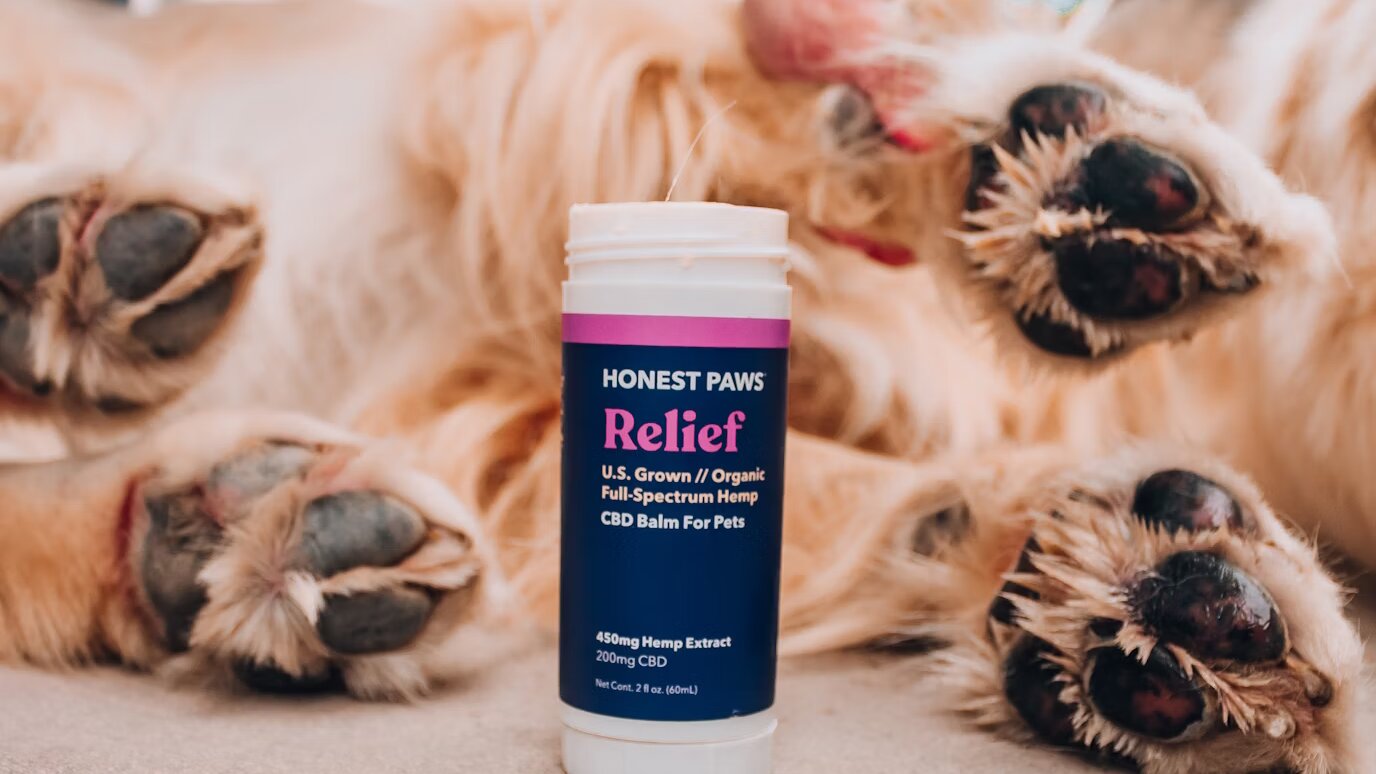 HONEST PAWS
Relief
U.S. Grown // Organic
Full-Spectrum Hemp
CBD Balm For Pets
450mg Hemp Extract
200mg CBD
Net Cont. 2 fl oz. (60mL)